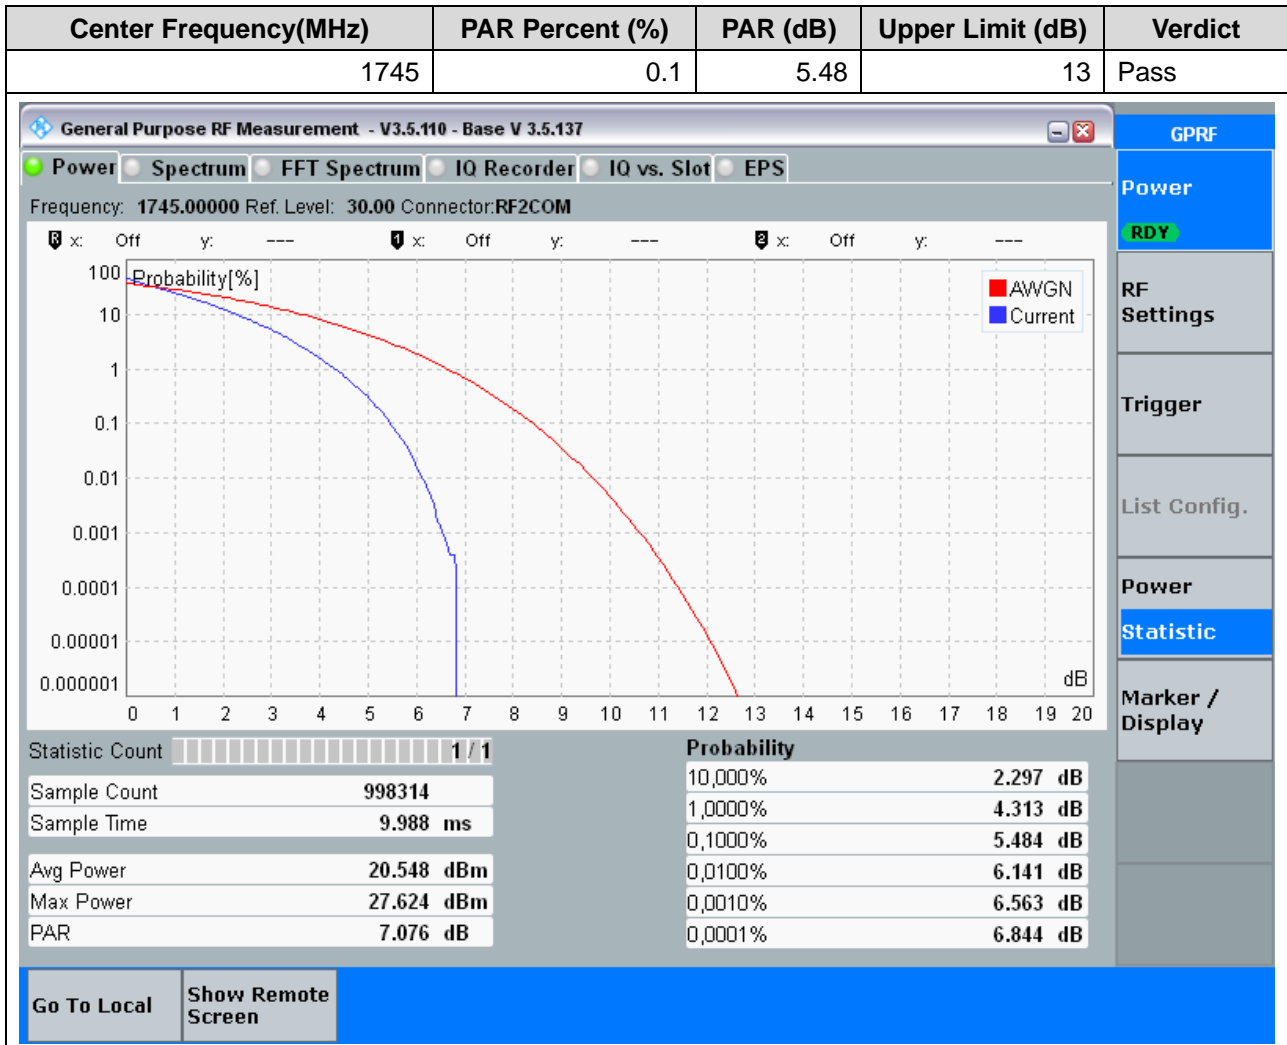 Center Frequency(MHz) PAR Percent (%) PAR (dB) Upper Limit (dB) Verdict
1745 0.1 5.48 13 Pass
General Purpose RF Measurement - V3.5.110 - Base V 3.5.137
GPRF
Power Spectrum FFT Spectrum IQ Recorder IQ vs. Slot EPS
Frequency: 1745.00000 Ref. Level: 30.00 Connector:RF2COM
R x: Off y: --- 1 x: Off y: --- 2 x: Off y: ---
Probability[%]
AWGN
Current
100
10
1
0.1
0.01
0.001
0.0001
0.00001
0.000001
dB
0 1 2 3 4 5 6 7 8 9 10 11 12 13 14 15 16 17 18 19 20
Statistic Count 1 / 1
Sample Count 998314
Sample Time 9.988 ms
Avg Power 20.548 dBm
Max Power 27.624 dBm
PAR 7.076 dB
Probability
10,000% 2.297 dB
1,0000% 4.313 dB
0,1000% 5.484 dB
0,0100% 6.141 dB
0,0010% 6.563 dB
0,0001% 6.844 dB
Power
RDY
RF
Settings
Trigger
List Config.
Power
Statistic
Marker /
Display
Go To Local
Show Remote
Screen